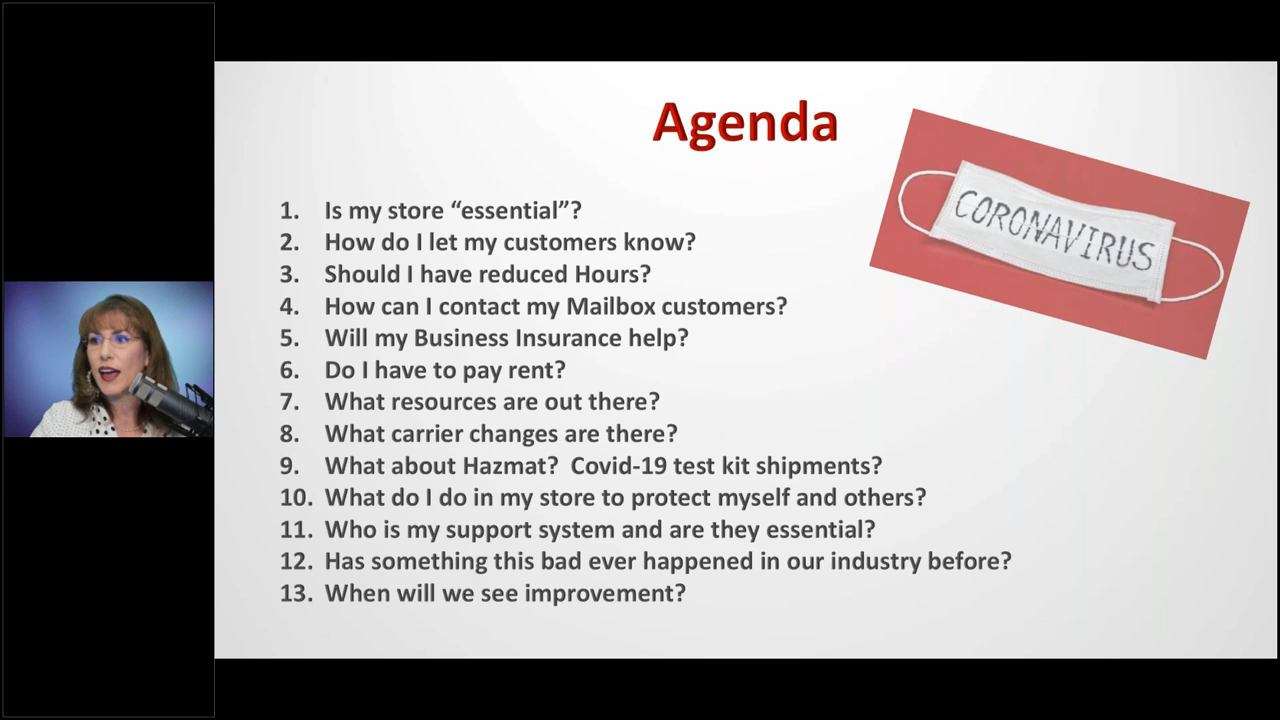 Agenda
CORONAVIRUS
1. Is my store “essential”?
2. How do I let my customers know?
3. Should I have reduced Hours?
4. How can I contact my Mailbox customers?
5. Will my Business Insurance help?
6. Do I have to pay rent?
7. What resources are out there?
8. What carrier changes are there?
9. What about Hazmat?  Covid-19 test kit shipments?
10. What do I do in my store to protect myself and others?
11. Who is my support system and are they essential?
12. Has something this bad ever happened in our industry before?
13. When will we see improvement?